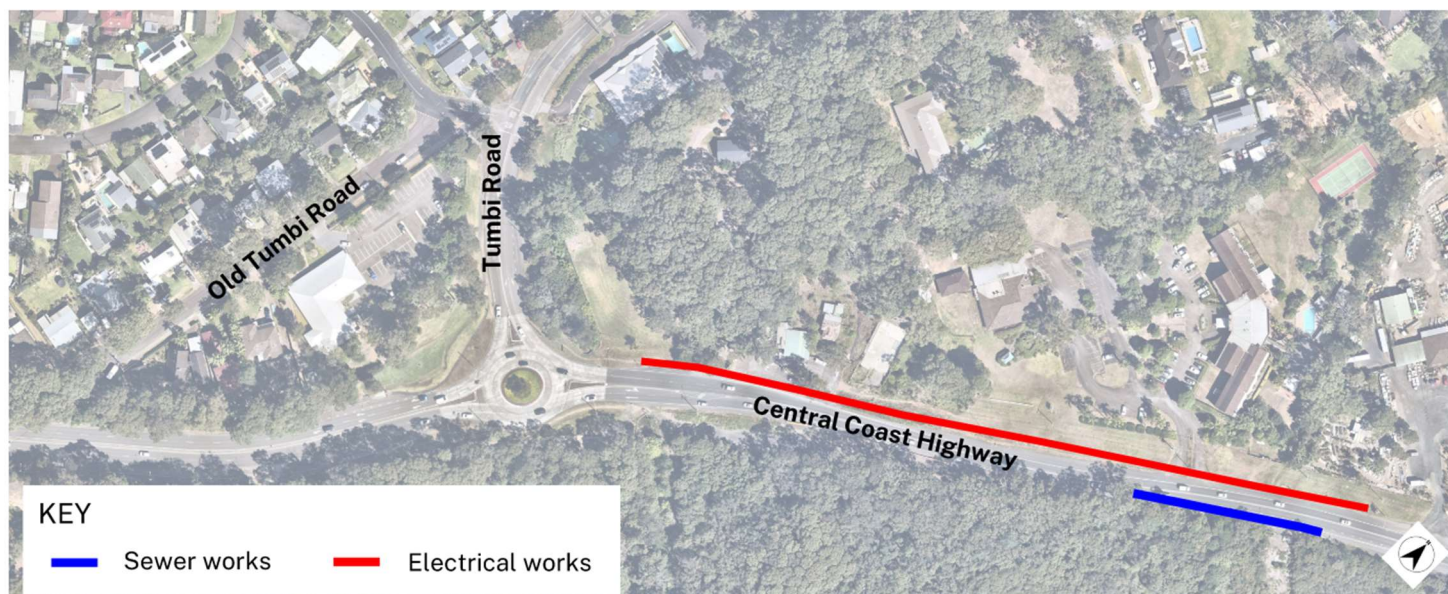 Old Tumbi Road
Tumbi Road
Central Coast Highway
KEY
Sewer works
Electrical works